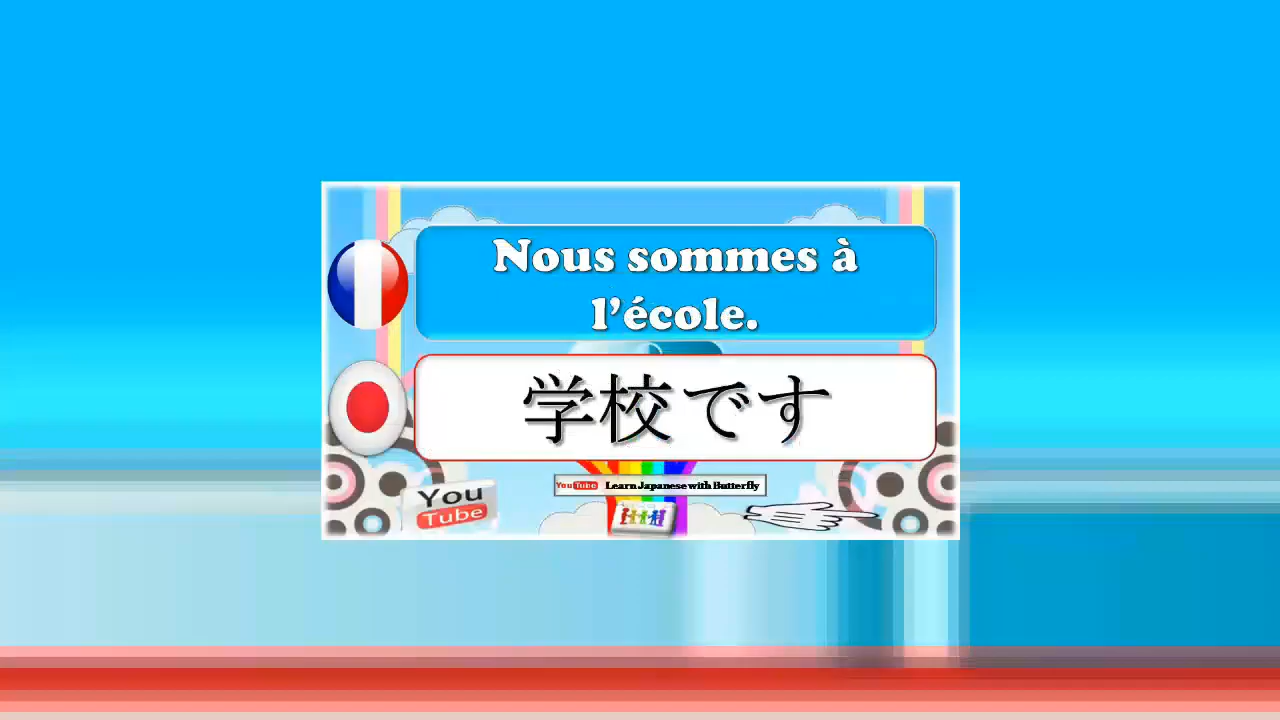 Nous sommes à
l'école.
学校です
You
Tube
YouTube Learn Japanese with Butterfly